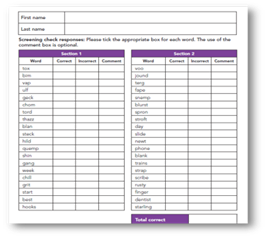 First name
Last name
Screening check responses: Please tick the appropriate box for each word. The use of the
comment box is optional.
Section 1 Section 2
Word Correct Incorrect Comment Word Correct Incorrect Comment
tox voo
bim jound
vap terg
ulf fape
geck snemp
chom blurst
tord spron
thazz stroft
blan day
steck slide
hild newt
quemp phone
shin blank
gang trains
week strap
chill scribe
grit rusty
start finger
best dentist
hooks starling
Total correct